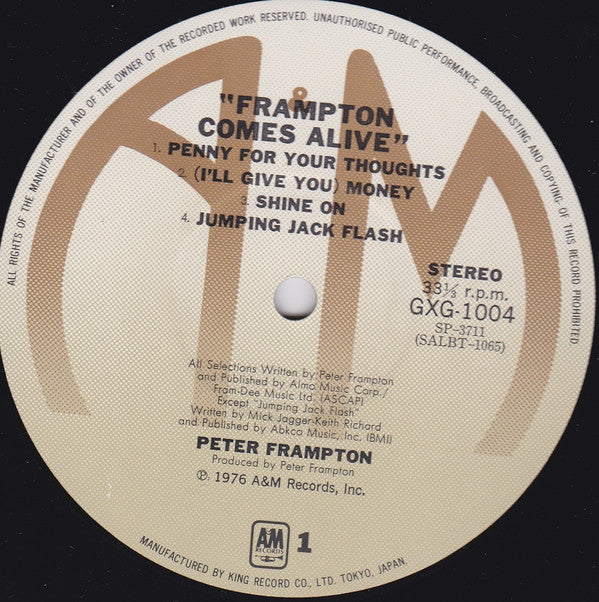 ALL RIGHTS OF THE MANUFACTURER AND OF THE OWNER OF THE RECORDED WORK RESERVED. UNAUTHORISED PUBLIC PERFORMANCE, BROADCASTING AND COPYING OF THIS RECORD PROHIBITED.
&
"FRAMPTON
COMES ALIVE"
1. PENNY FOR YOUR THOUGHTS
2. (I'LL GIVE YOU) MONEY
3. SHINE ON
4. JUMPING JACK FLASH
STEREO
33⅓ r.p.m.
GXG-1004
SP-3711
(SALBT-1065)
All Selections Written by Peter Frampton
and Published by Almo Music Corp./
Fram-Dee Music Ltd. (ASCAP)
Except "Jumping Jack Flash"
Written by Mick Jagger-Keith Richard
and Published by Abkco Music, Inc. (BMI)
PETER FRAMPTON
Produced by Peter Frampton
℗ 1976 A&M Records, Inc.
A&M
RECORDS
1
MANUFACTURED BY KING RECORD CO., LTD. TOKYO, JAPAN.